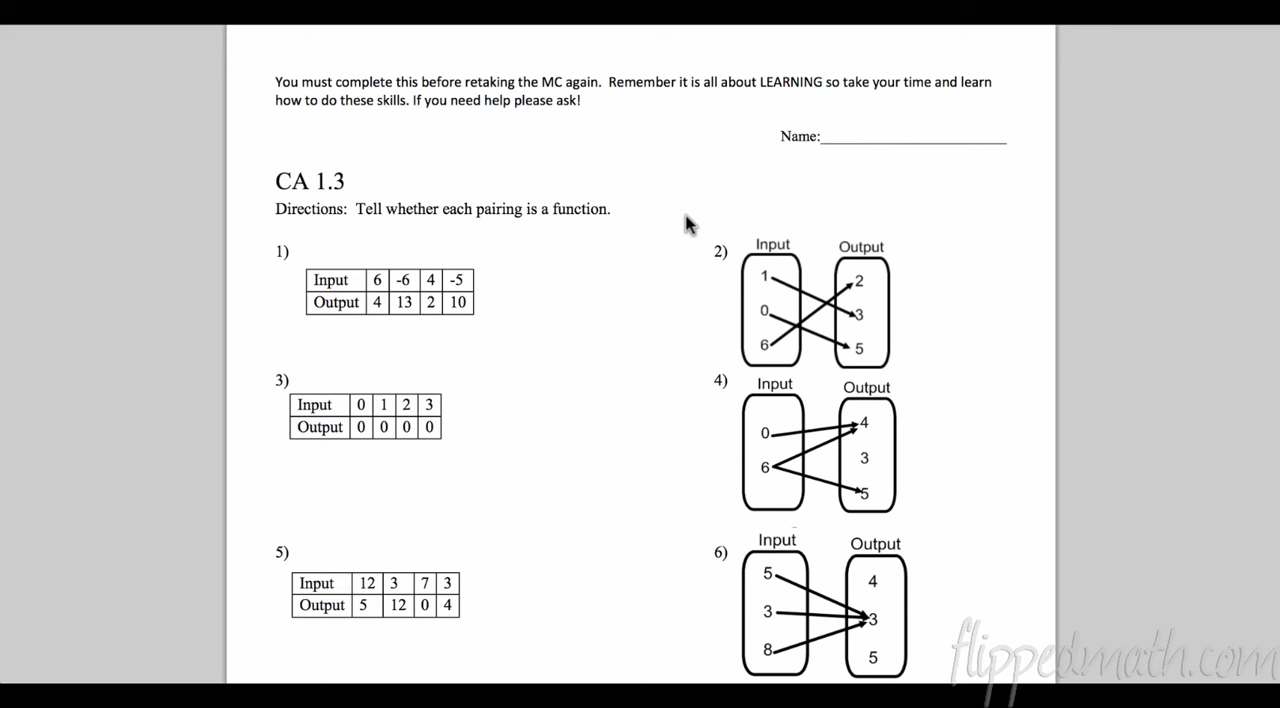 You must complete this before retaking the MC again. Remember it is all about LEARNING so take your time and learn
how to do these skills. If you need help please ask!
Name:
CA 1.3
Directions: Tell whether each pairing is a function.
1)
Input 6 -6 4 -5
Output 4 13 2 10
2)
Input Output
1 2
0 3
6 5
3)
Input 0 1 2 3
Output 0 0 0 0
4)
Input Output
0 4
6 3
5
5)
Input 12 3 7 3
Output 5 12 0 4
6)
Input Output
5 4
3 3
8 5
flippedmath.com